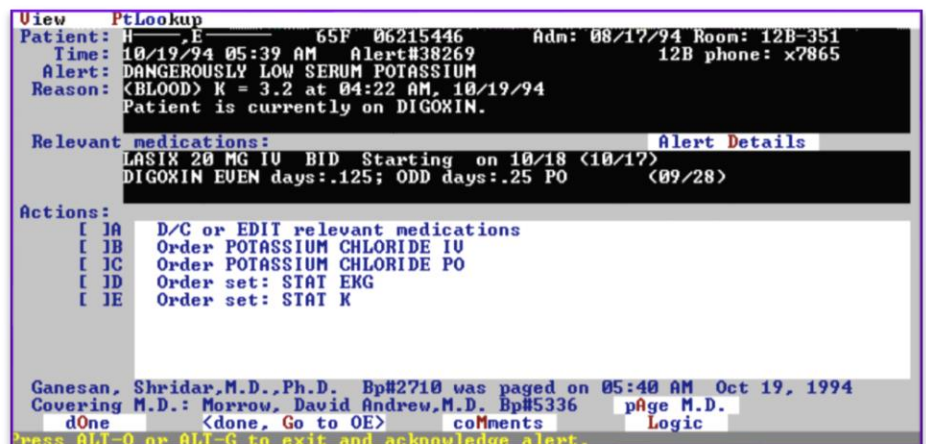 View PtLookup
Patient: H ,E 65F 06215446 Adm: 08/17/94 Room: 12B-351
Time: 10/19/94 05:39 AM Alert#38269 12B phone: x7865
Alert: DANGEROUSLY LOW SERUM POTASSIUM
Reason: <BLOOD> K = 3.2 at 04:22 AM, 10/19/94
Patient is currently on DIGOXIN.
Relevant medications: Alert Details
LASIX 20 MG IV BID Starting on 10/18 (10/17)
DIGOXIN EVEN days:.125; ODD days:.25 PO (09/28)
Actions:
[ ]A D/C or EDIT relevant medications
[ ]B Order POTASSIUM CHLORIDE IV
[ ]C Order POTASSIUM CHLORIDE PO
[ ]D Order set: STAT EKG
[ ]E Order set: STAT K
Ganesan, Shridar,M.D.,Ph.D. Bp#2710 was paged on 05:40 AM Oct 19, 1994
Covering M.D.: Morrow, David Andrew,M.D. Bp#5336 pAge M.D.
dOne <done, Go to OE> coMments Logic
Press ALT-O or ALT-G to exit and acknowledge alert.